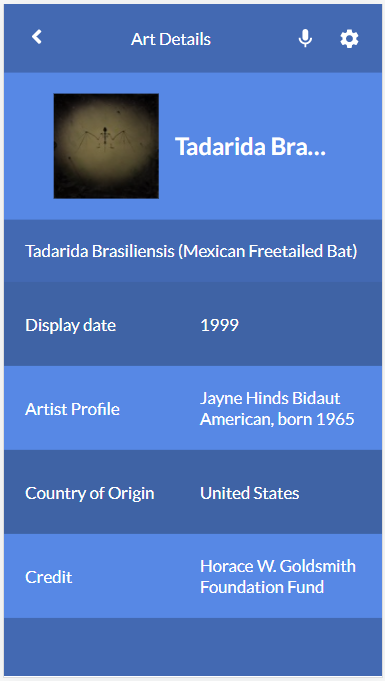 Art Details
Tadarida Bra...
Tadarida Brasiliensis (Mexican Freetailed Bat)
Display date 1999
Artist Profile Jayne Hinds Bidaut
American, born 1965
Country of Origin United States
Credit Horace W. Goldsmith
Foundation Fund